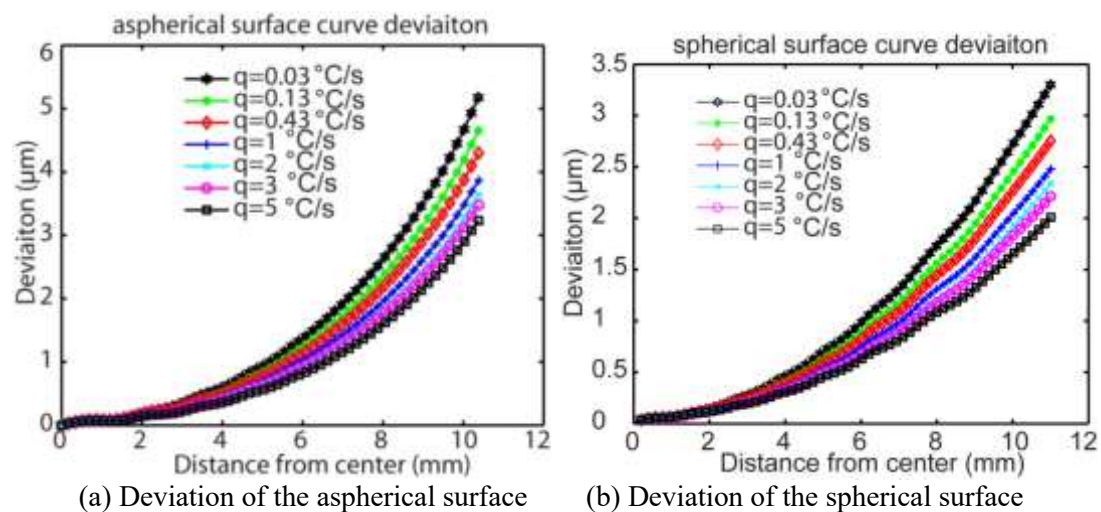 aspherical surface curve deviaiton
6
5
4
3
2
1
0
Deviaiton (μm)
q=0.03 °C/s
q=0.13 °C/s
q=0.43 °C/s
q=1 °C/s
q=2 °C/s
q=3 °C/s
q=5 °C/s
0 2 4 6 8 10 12
Distance from center (mm)
(a) Deviation of the aspherical surface
spherical surface curve deviaiton
3.5
3
2.5
2
1.5
1
0.5
0
Deviaiton (μm)
q=0.03 °C/s
q=0.13 °C/s
q=0.43 °C/s
q=1 °C/s
q=2 °C/s
q=3 °C/s
q=5 °C/s
0 2 4 6 8 10 12
Distance from center (mm)
(b) Deviation of the spherical surface